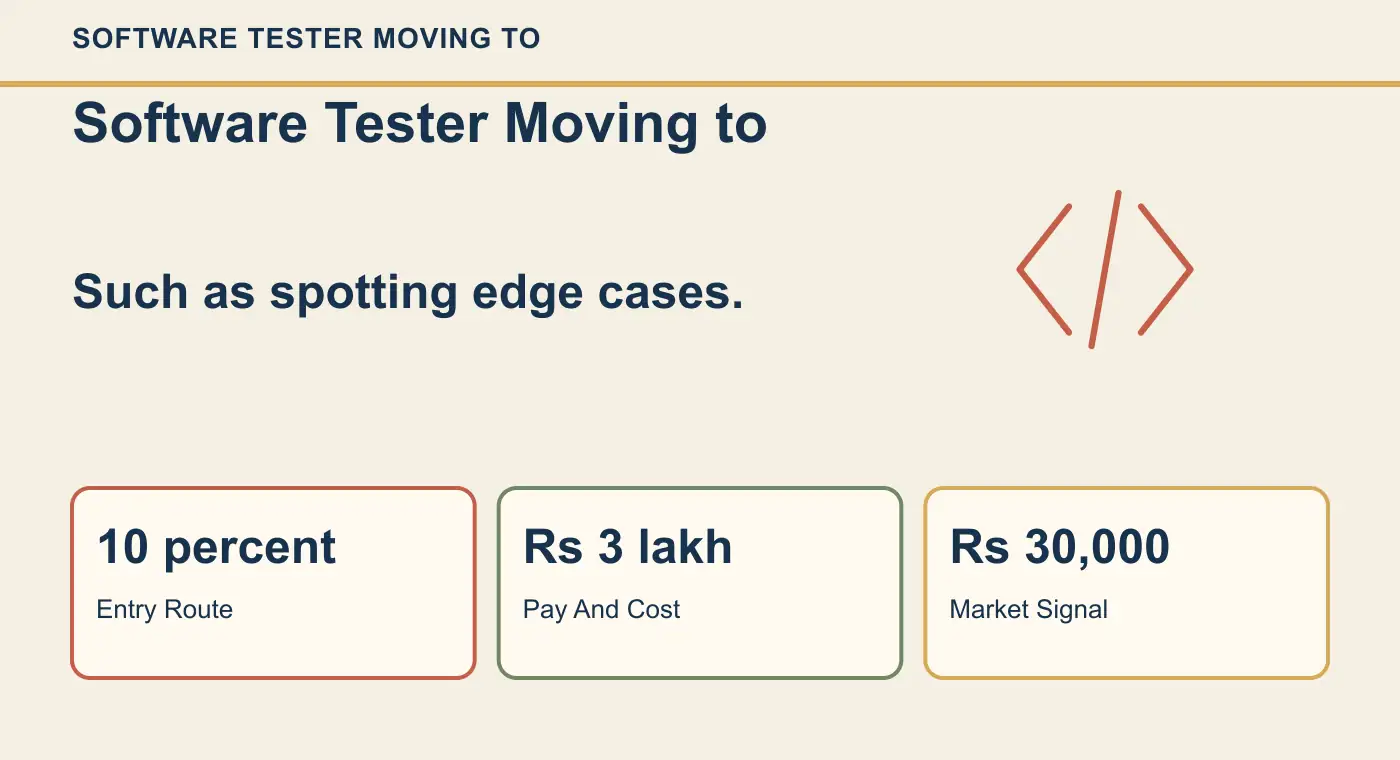 SOFTWARE TESTER MOVING TO
Software Tester Moving to
Such as spotting edge cases.
10 percent
Entry Route
Rs 3 lakh
Pay And Cost
Rs 30,000
Market Signal